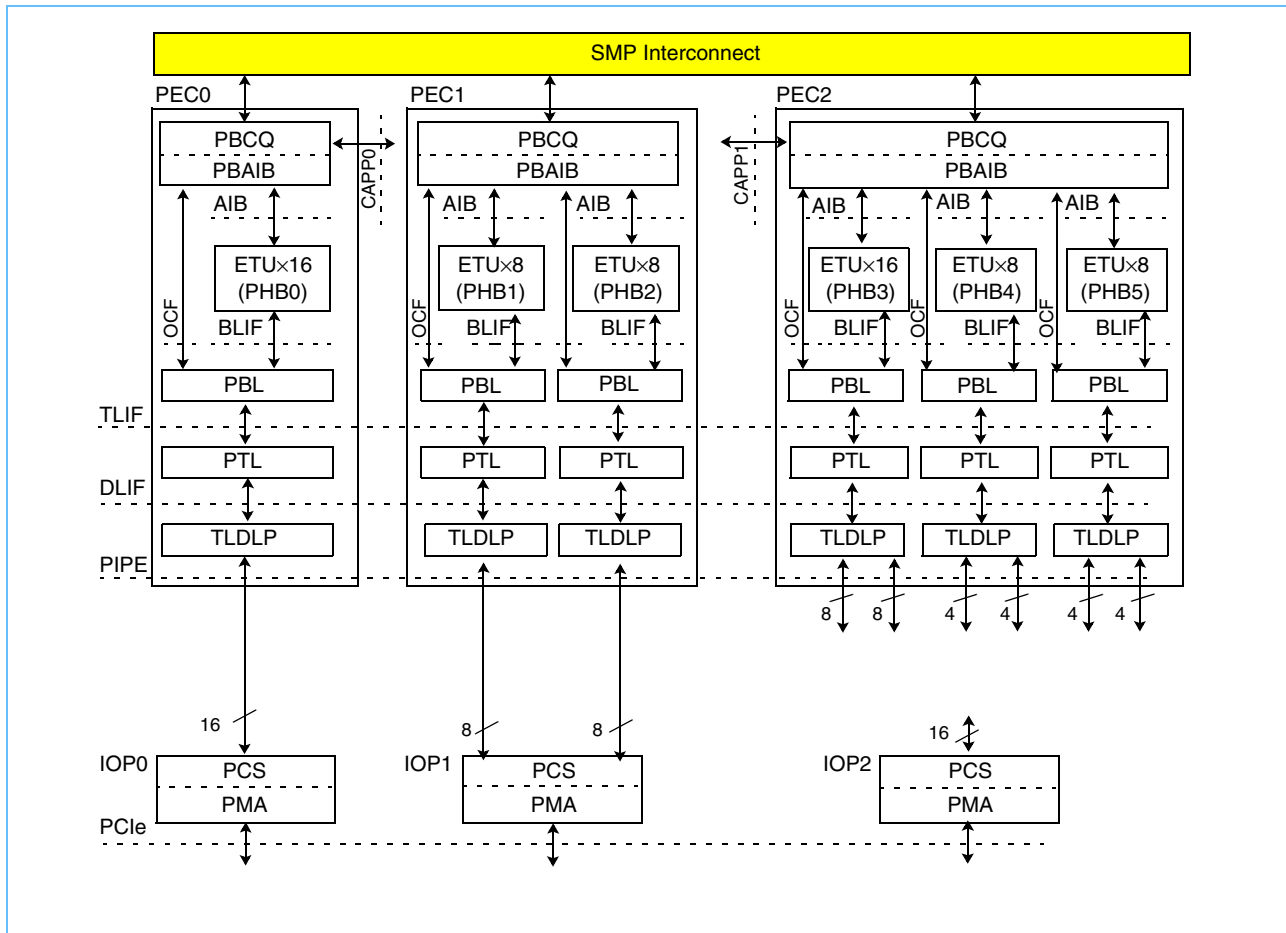 SMP Interconnect
PEC0
PEC1
PEC2
PBCQ
PBAIB
PBCQ
PBAIB
PBCQ
PBAIB
CAPP0
CAPP1
AIB
AIB
AIB
AIB
AIB
AIB
ETU×16
(PHB0)
ETU×8
(PHB1)
ETU×8
(PHB2)
ETU×16
(PHB3)
ETU×8
(PHB4)
ETU×8
(PHB5)
OCF
OCF
OCF
OCF
OCF
BLIF
BLIF
BLIF
BLIF
BLIF
PBL
PBL
PBL
PBL
PBL
PBL
TLIF
PTL
PTL
PTL
PTL
PTL
PTL
DLIF
TLDLP
TLDLP
TLDLP
TLDLP
TLDLP
TLDLP
PIPE
8
8
4
4
4
4
16
8
8
16
IOP0
PCS
PMA
IOP1
PCS
PMA
IOP2
PCS
PMA
PCIe